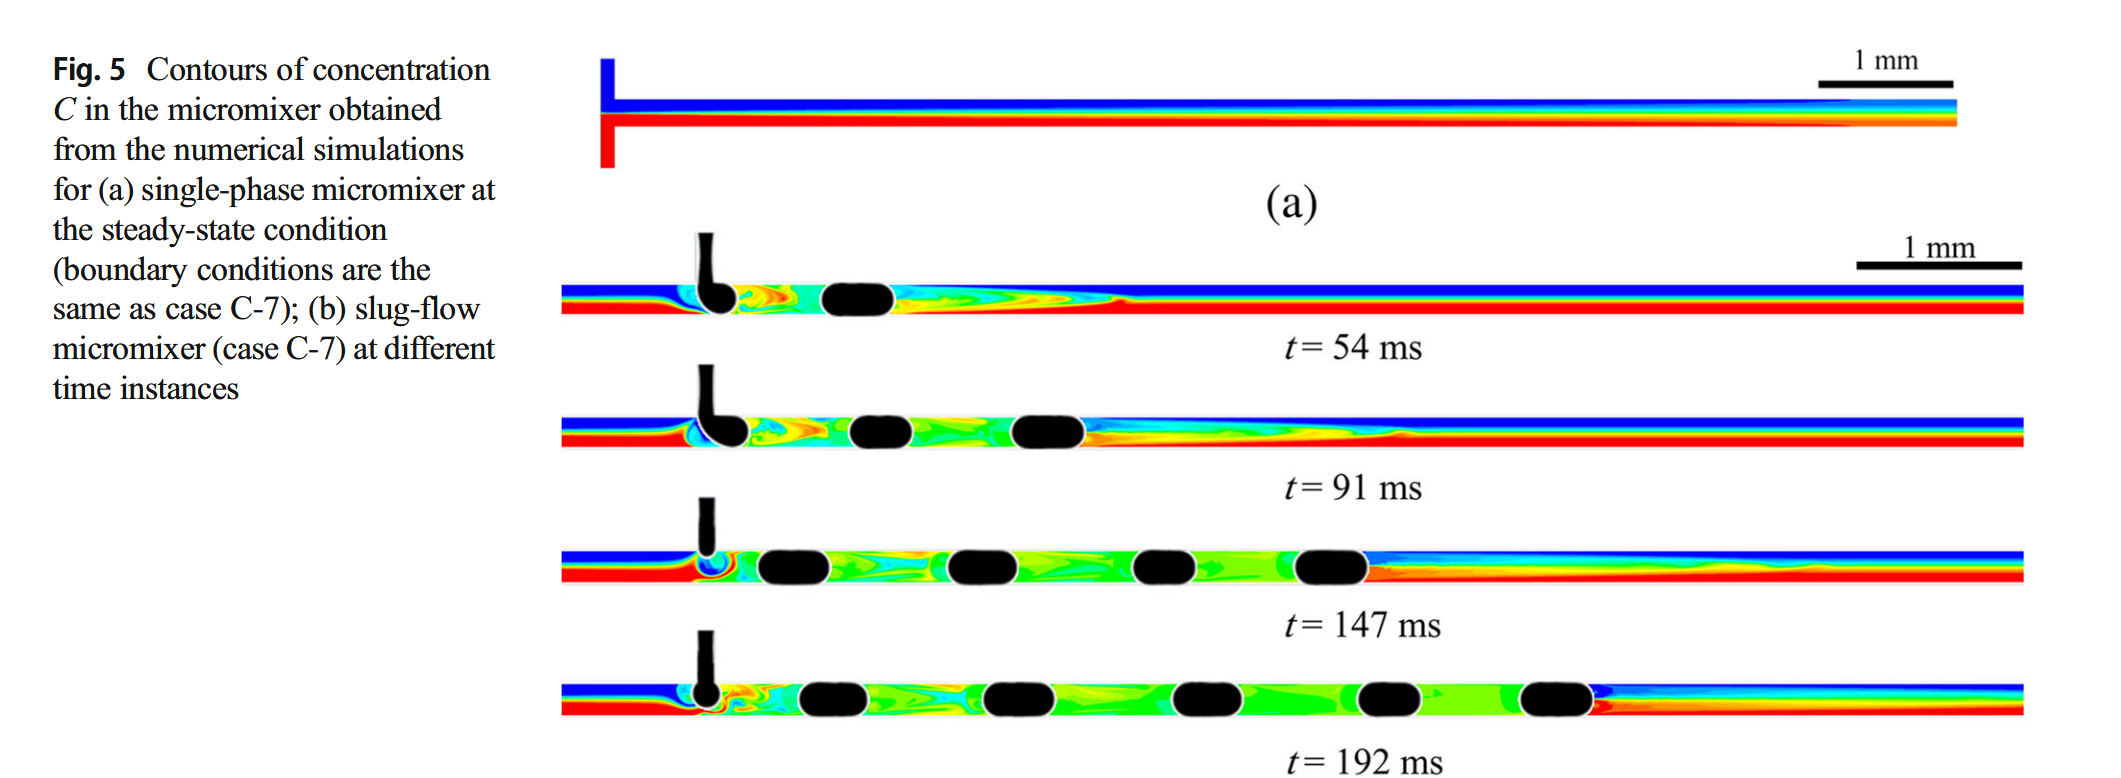 Fig. 5 Contours of concentration
C in the micromixer obtained
from the numerical simulations
for (a) single-phase micromixer at
the steady-state condition
(boundary conditions are the
same as case C-7); (b) slug-flow
micromixer (case C-7) at different
time instances
1 mm
(a)
1 mm
t= 54 ms
t= 91 ms
t= 147 ms
t= 192 ms